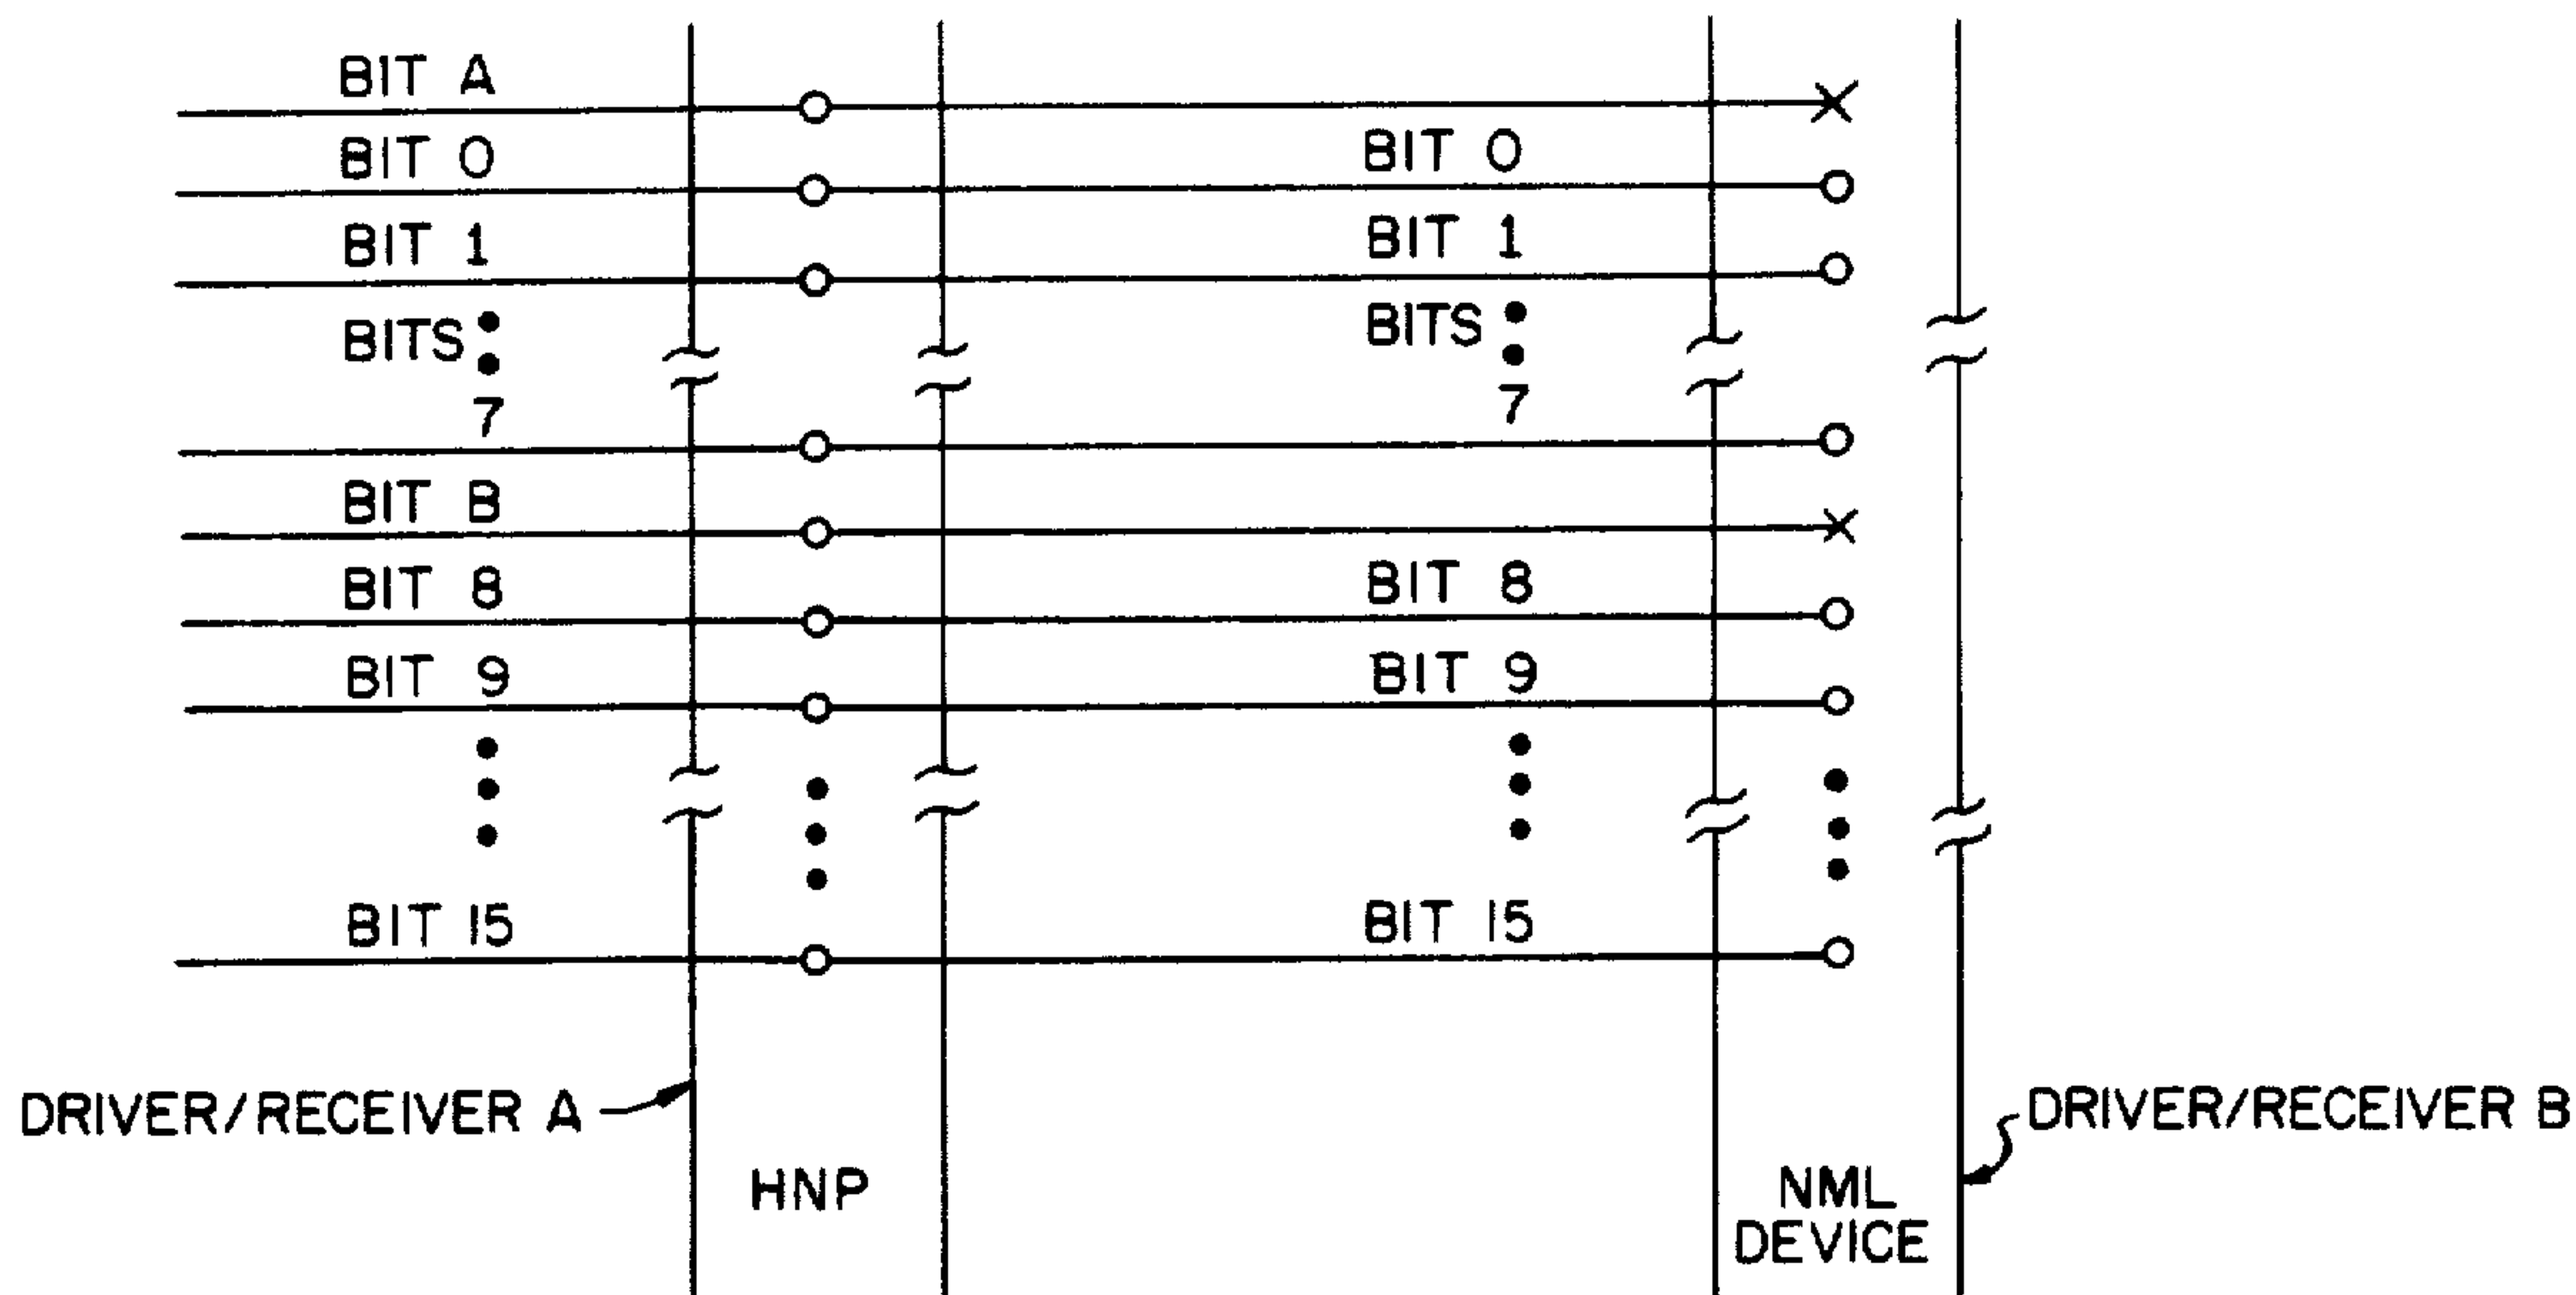 BIT A
BIT 0
BIT 0
BIT 1
BIT 1
BITS
BITS
7
7
BIT B
BIT 8
BIT 8
BIT 9
BIT 9
BIT 15
BIT 15
DRIVER/RECEIVER A
DRIVER/RECEIVER B
HNP
NML
DEVICE